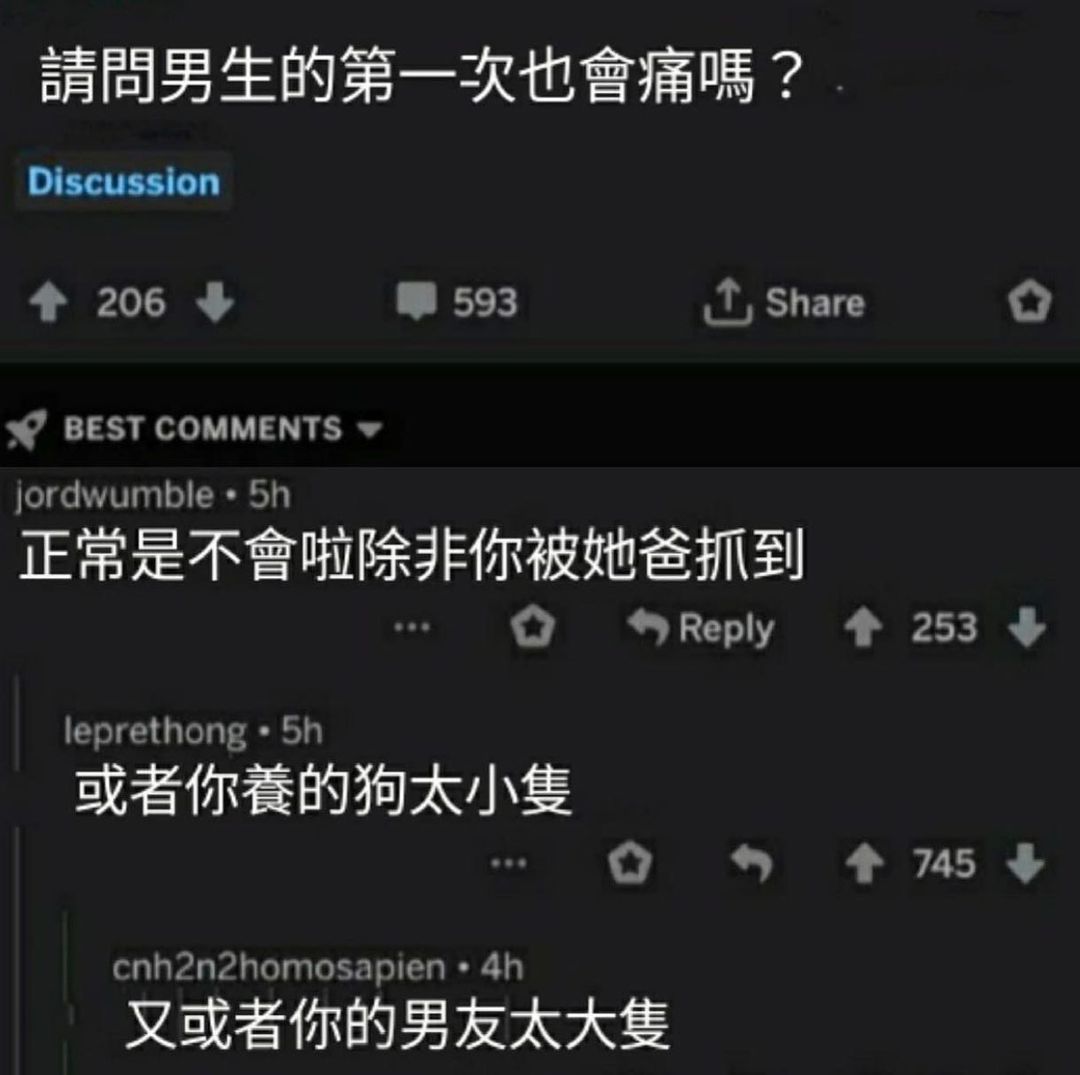 請問男生的第一次也會痛嗎？
Discussion
206 593 Share
BEST COMMENTS
jordwumble • 5h
正常是不會啦除非你被她爸抓到
... Reply 253
leprethong • 5h
或者你養的狗太小隻
... 745
cnh2n2homosapien • 4h
又或者你的男友太大隻